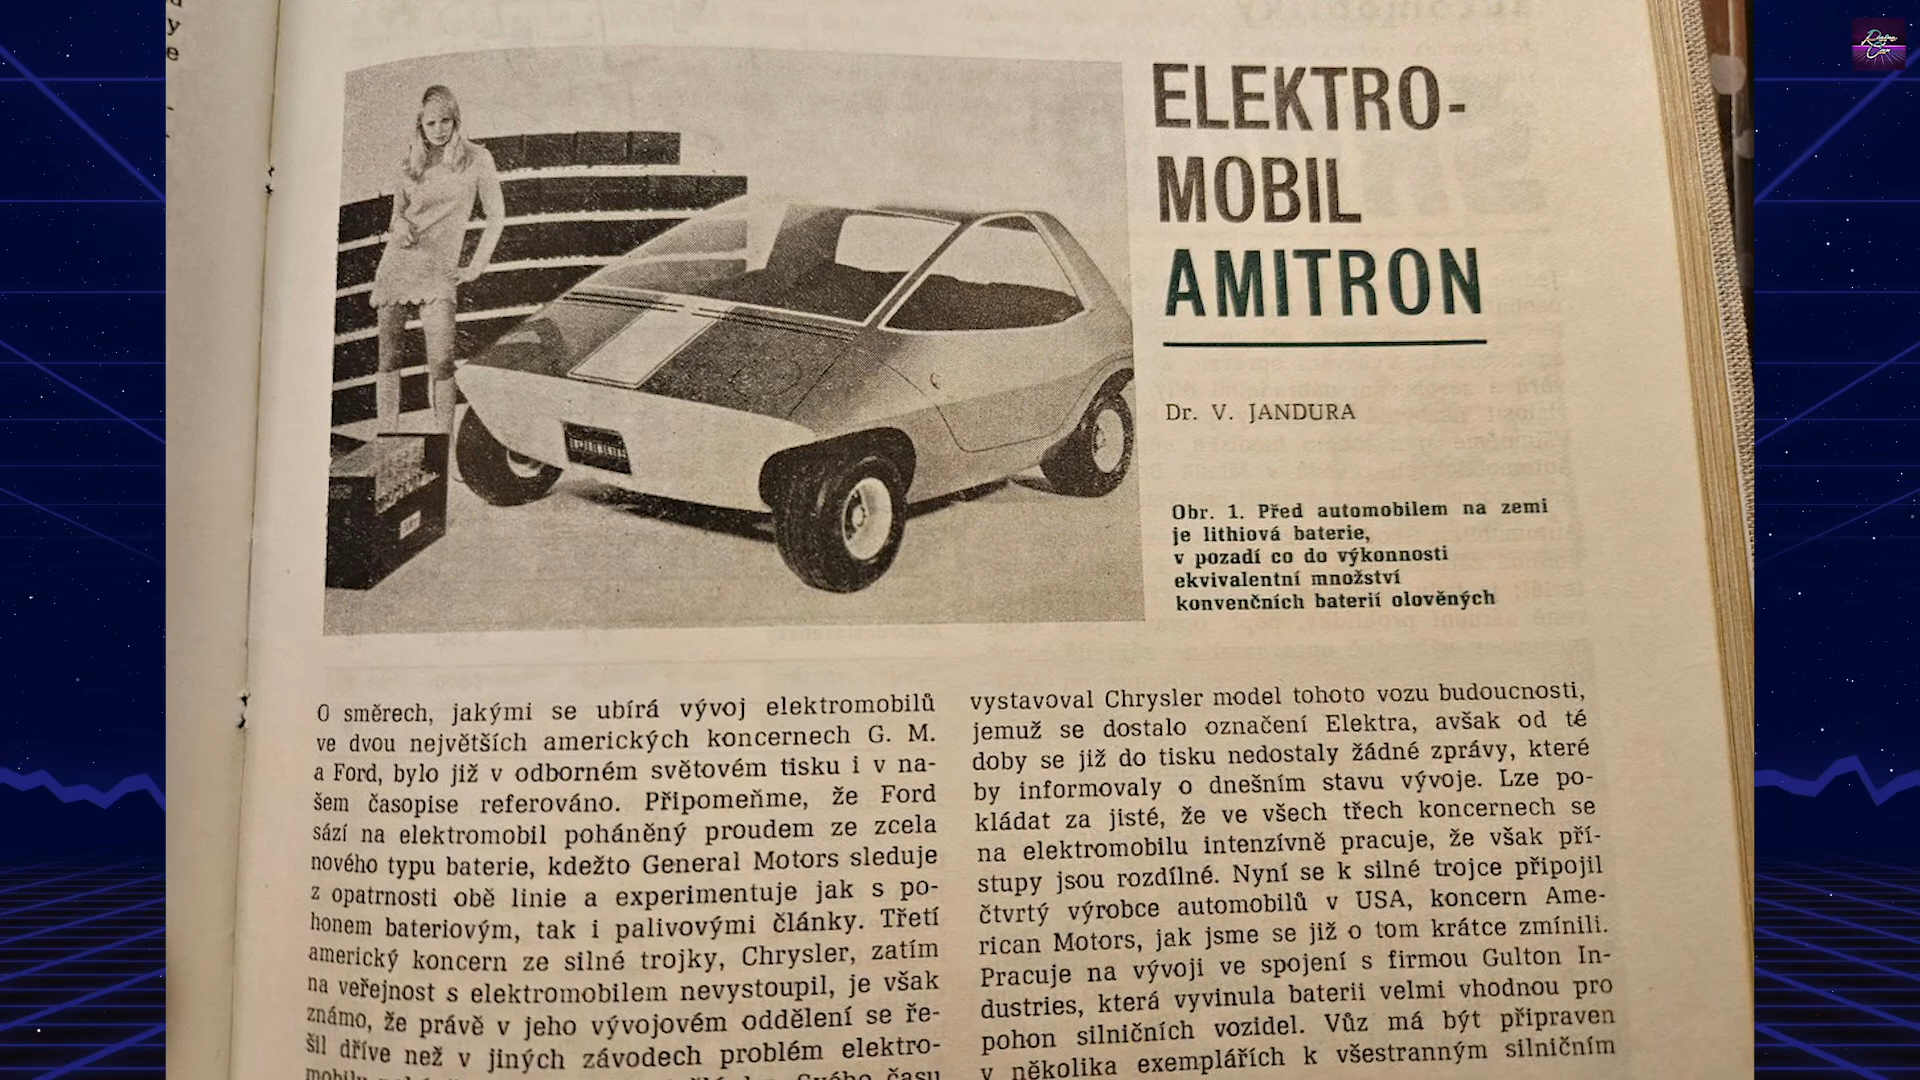 y
e
Retro
Car
ELEKTRO-
MOBIL
AMITRON
Dr. V. JANDURA
Obr. 1. Před automobilem na zemi
je lithiová baterie,
v pozadí co do výkonnosti
ekvivalentní množství
konvenčních baterií olověných
O směrech, jakými se ubírá vývoj elektromobilů
ve dvou největších amerických koncernech G. M.
a Ford, bylo již v odborném světovém tisku i v na-
šem časopise referováno. Připomeňme, že Ford
sází na elektromobil poháněný proudem ze zcela
nového typu baterie, kdežto General Motors sleduje
z opatrnosti obě linie a experimentuje jak s po-
honem bateriovým, tak i palivovými články. Třetí
americký koncern ze silné trojky, Chrysler, zatím
na veřejnost s elektromobilem nevystoupil, je však
známo, že právě v jeho vývojovém oddělení se ře-
šil dříve než v jiných závodech problém elektro-
Svého času
vystavoval Chrysler model tohoto vozu budoucnosti,
jemuž se dostalo označení Elektra, avšak od té
doby se již do tisku nedostaly žádné zprávy, které
by informovaly o dnešním stavu vývoje. Lze po-
kládat za jisté, že ve všech třech koncernech se
na elektromobilu intenzívně pracuje, že však pří-
stupy jsou rozdílné. Nyní se k silné trojce připojil
čtvrtý výrobce automobilů v USA, koncern Ame-
rican Motors, jak jsme se již o tom krátce zmínili.
Pracuje na vývoji ve spojení s firmou Gulton In-
dustries, která vyvinula baterii velmi vhodnou pro
pohon silničních vozidel. Vůz má být připraven
v několika exemplářích k všestranným silničním